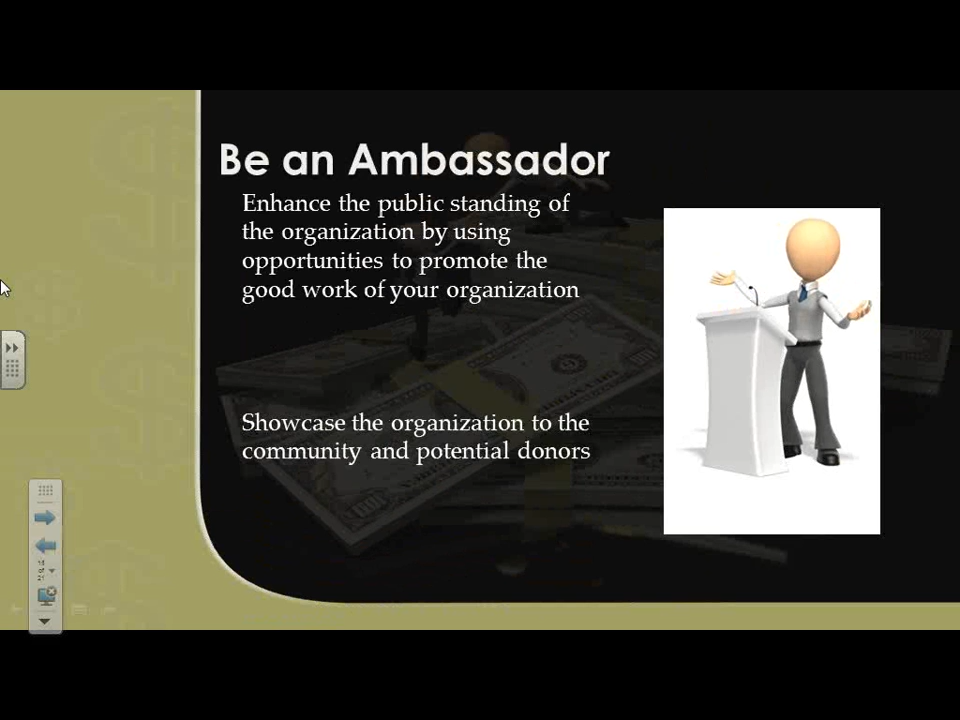 Be an Ambassador
Enhance the public standing of
the organization by using
opportunities to promote the
good work of your organization
Showcase the organization to the
community and potential donors
of